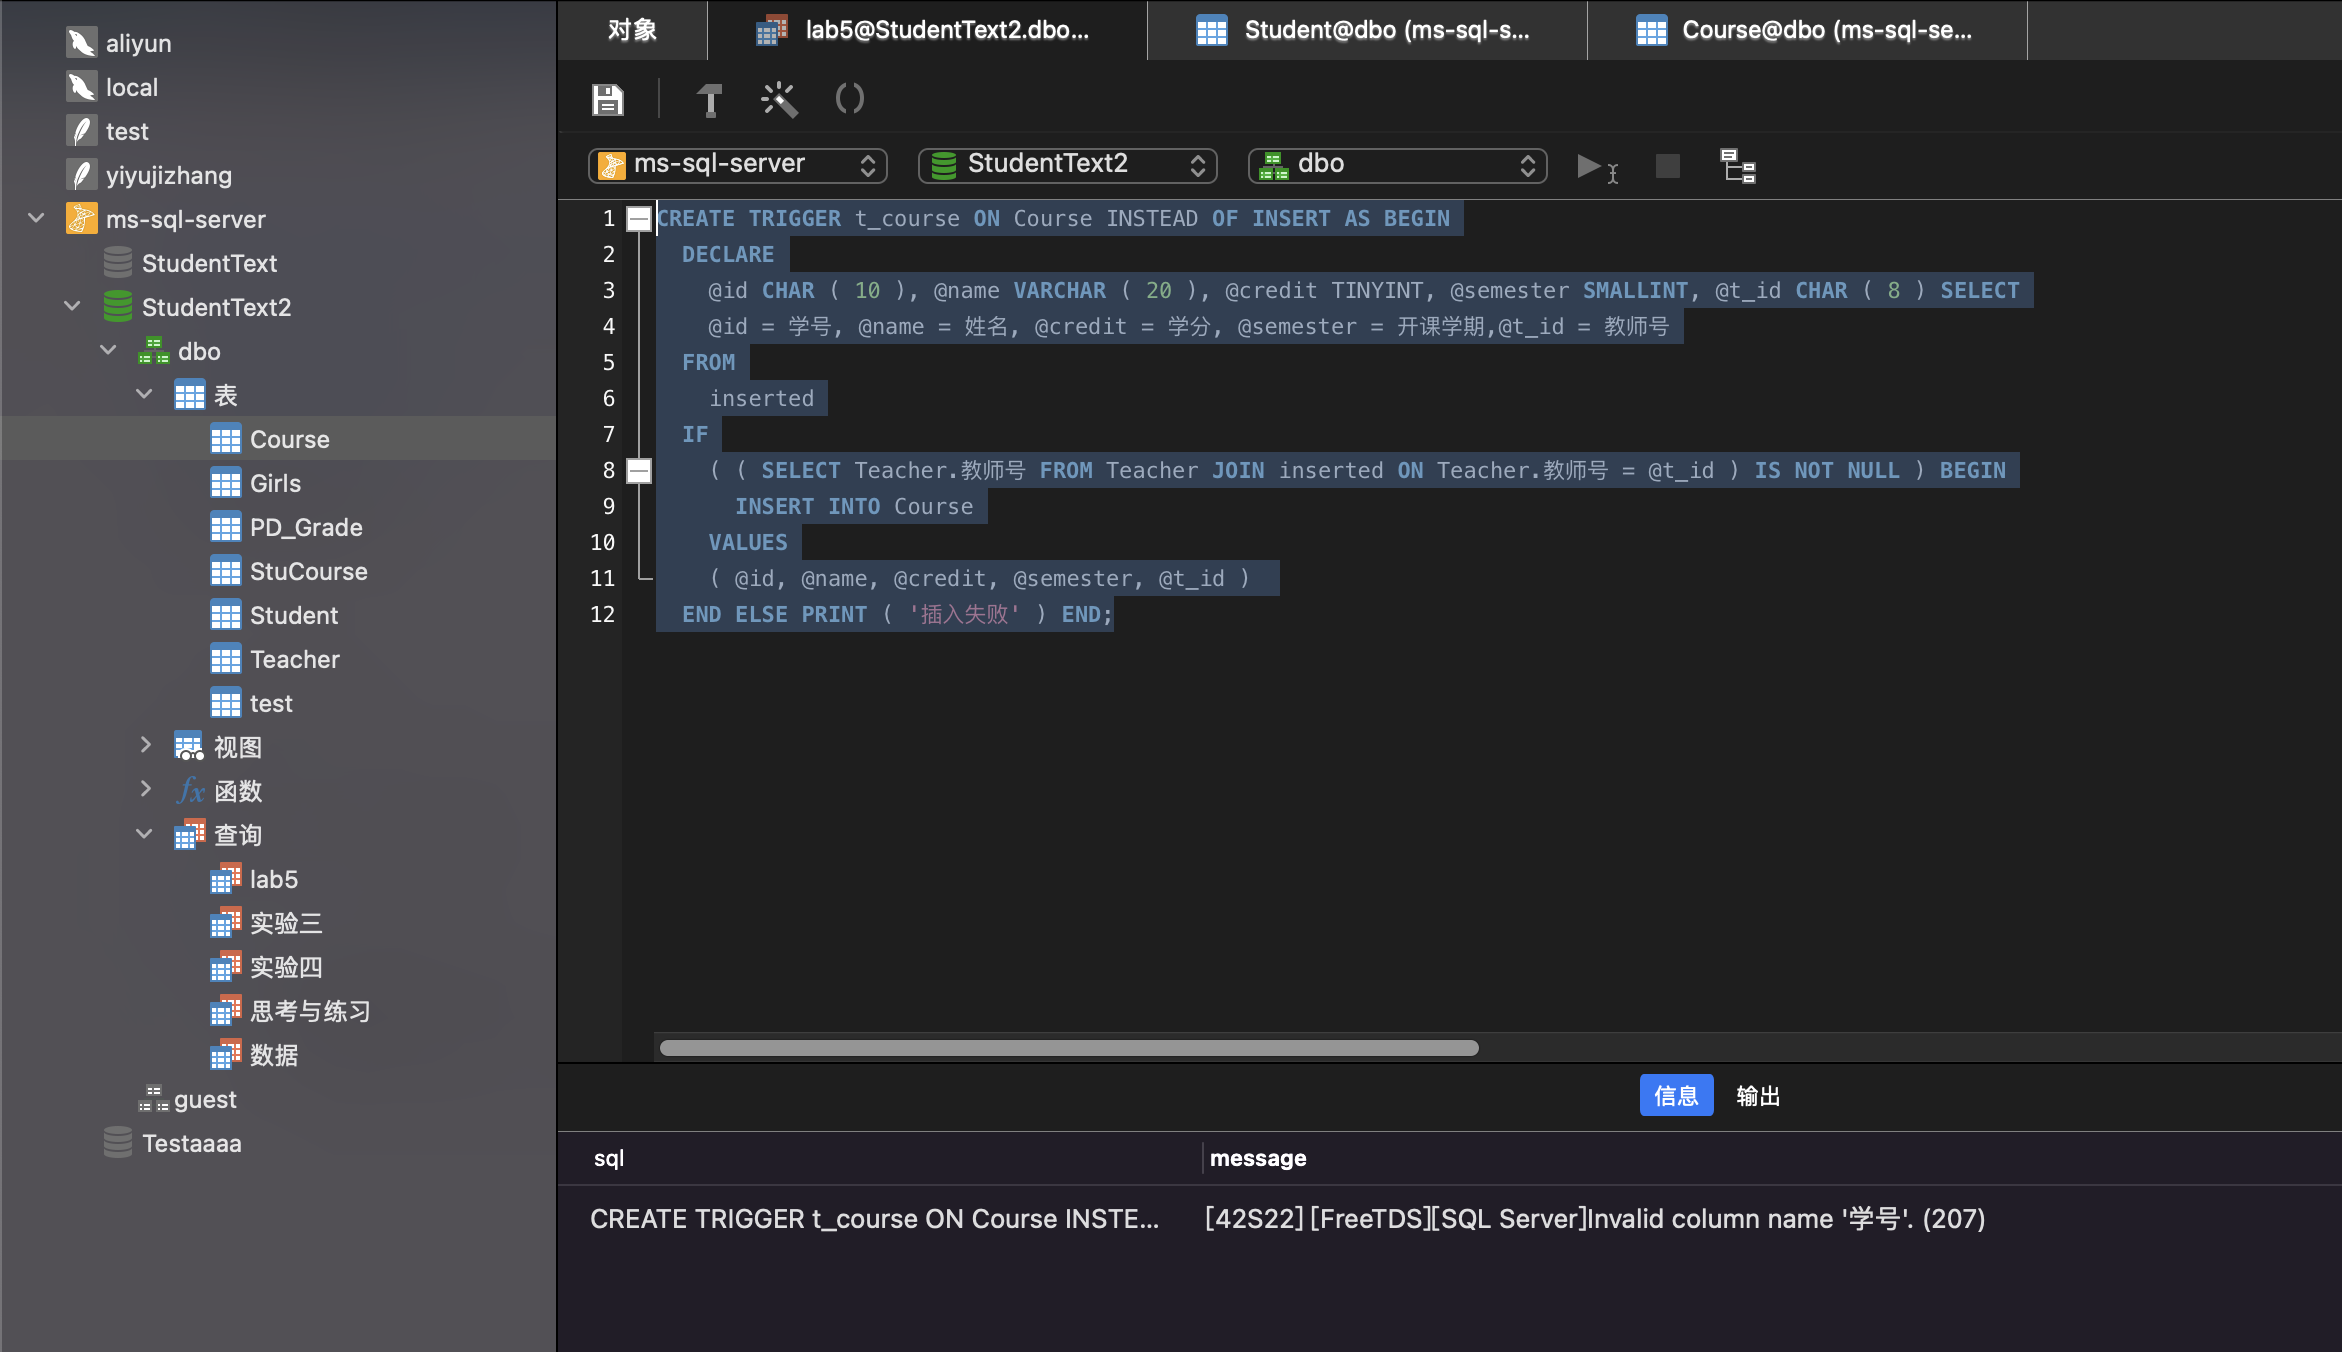 aliyun
local
test
yiyujizhang
ms-sql-server
StudentText
StudentText2
dbo
表
Course
Girls
PD_Grade
StuCourse
Student
Teacher
test
视图
fx 函数
查询
lab5
实验三
实验四
思考与练习
数据
guest
Testaaaa
对象
lab5@StudentText2.dbo...
Student@dbo (ms-sql-s...
Course@dbo (ms-sql-se...
ms-sql-server
StudentText2
dbo
1 CREATE TRIGGER t_course ON Course INSTEAD OF INSERT AS BEGIN
2 DECLARE
3 @id CHAR ( 10 ), @name VARCHAR ( 20 ), @credit TINYINT, @semester SMALLINT, @t_id CHAR ( 8 ) SELECT
4 @id = 学号, @name = 姓名, @credit = 学分, @semester = 开课学期,@t_id = 教师号
5 FROM
6 inserted
7 IF
8 ( ( SELECT Teacher.教师号 FROM Teacher JOIN inserted ON Teacher.教师号 = @t_id ) IS NOT NULL ) BEGIN
9 INSERT INTO Course
10 VALUES
11 ( @id, @name, @credit, @semester, @t_id )
12 END ELSE PRINT ( '插入失败' ) END;
信息
输出
sql
message
CREATE TRIGGER t_course ON Course INSTE...
[42S22] [FreeTDS][SQL Server]Invalid column name '学号'. (207)